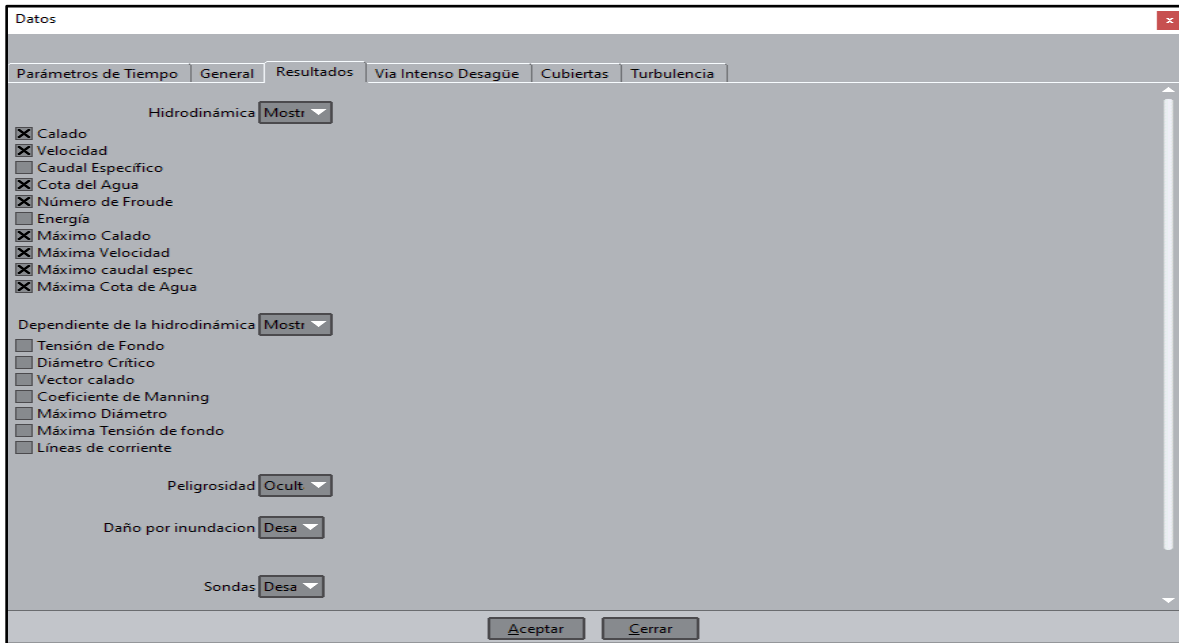 Datos
x
Parámetros de Tiempo General Resultados Via Intenso Desagüe Cubiertas Turbulencia
Hidrodinámica Mostr
Calado
Velocidad
Caudal Específico
Cota del Agua
Número de Froude
Energía
Máximo Calado
Máxima Velocidad
Máximo caudal espec
Máxima Cota de Agua
Dependiente de la hidrodinámica Mostr
Tensión de Fondo
Diámetro Crítico
Vector calado
Coeficiente de Manning
Máximo Diámetro
Máxima Tensión de fondo
Líneas de corriente
Peligrosidad Ocult
Daño por inundacion Desa
Sondas Desa
Aceptar Cerrar